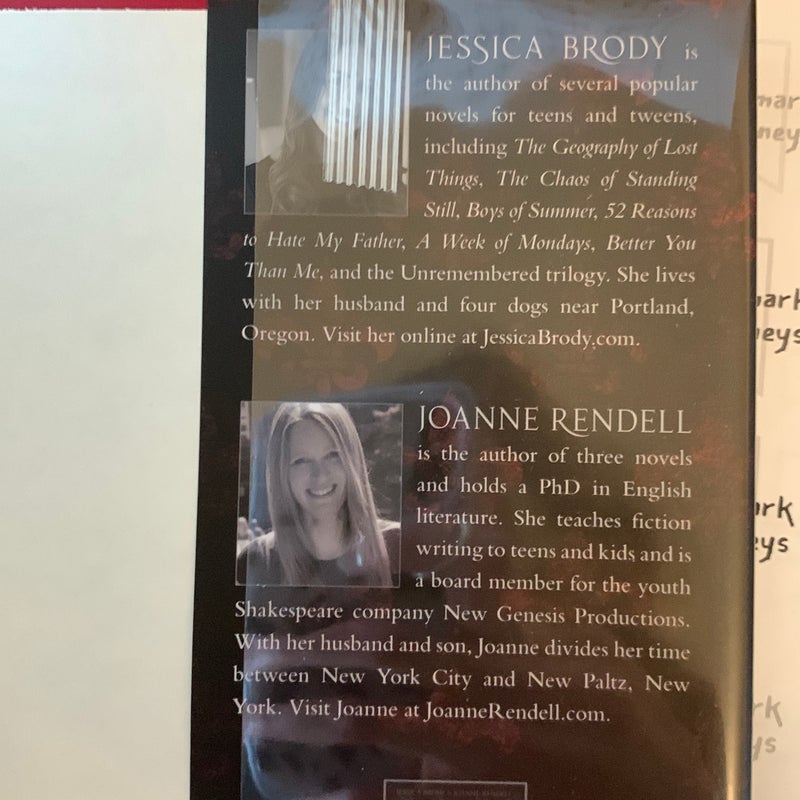 JESSICA BRODY is
the author of several popular
novels for teens and tweens,
including The Geography of Lost
Things, The Chaos of Standing
Still, Boys of Summer, 52 Reasons
to Hate My Father, A Week of Mondays, Better You
Than Me, and the Unremembered trilogy. She lives
with her husband and four dogs near Portland,
Oregon. Visit her online at JessicaBrody.com.
JOANNE RENDELL
is the author of three novels
and holds a PhD in English
literature. She teaches fiction
writing to teens and kids and is
a board member for the youth
Shakespeare company New Genesis Productions.
With her husband and son, Joanne divides her time
between New York City and New Paltz, New
York. Visit Joanne at JoanneRendell.com.